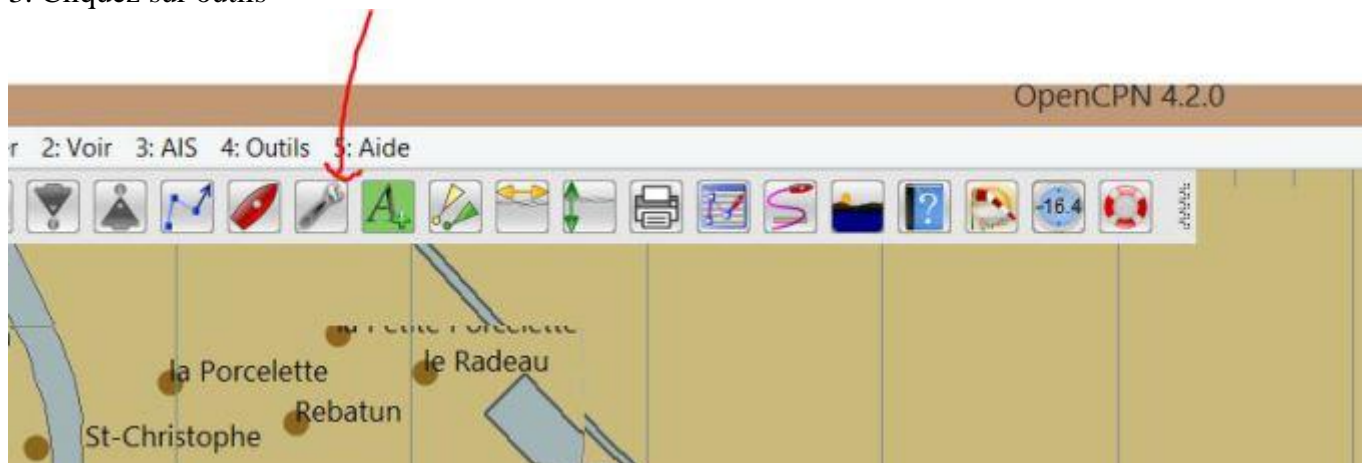 OpenCPN 4.2.0
r 2: Voir 3: AIS 4: Outils 5: Aide
-16.4
la Porcelette
le Radeau
Rebatun
St-Christophe